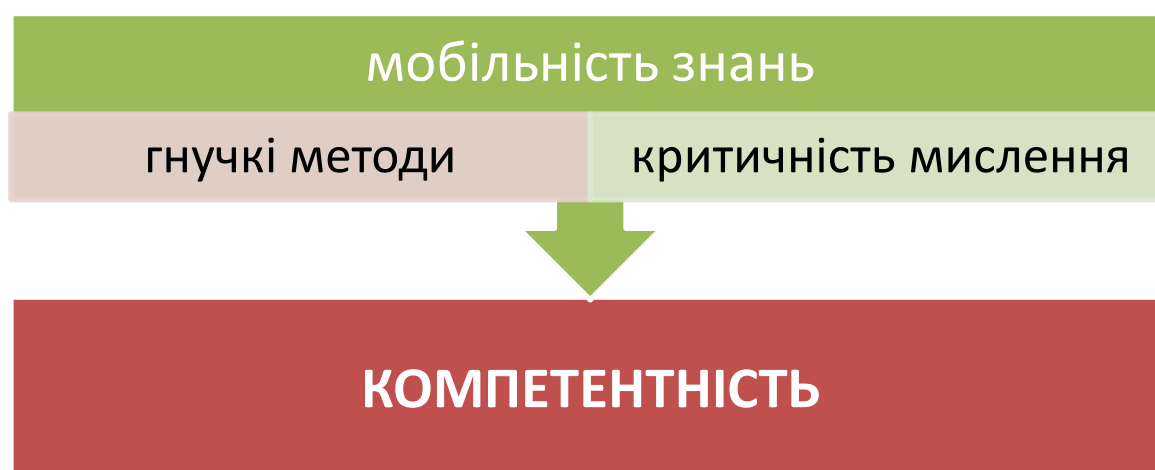 мобільність знань
гнучкі методи
критичність мислення
КОМПЕТЕНТНІСТЬ